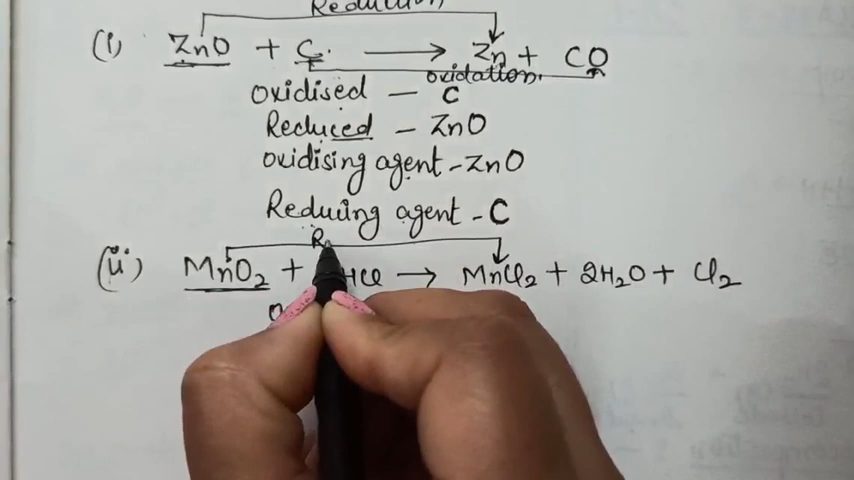 Reduction
(i) ZnO + C. → Zn + CO
oxidation.
oxidised - C
Reduced - ZnO
oxidising agent - ZnO
Reducing agent - C
R
(ii) MnO₂ + HCl → MnCl₂ + 2H₂O + Cl₂